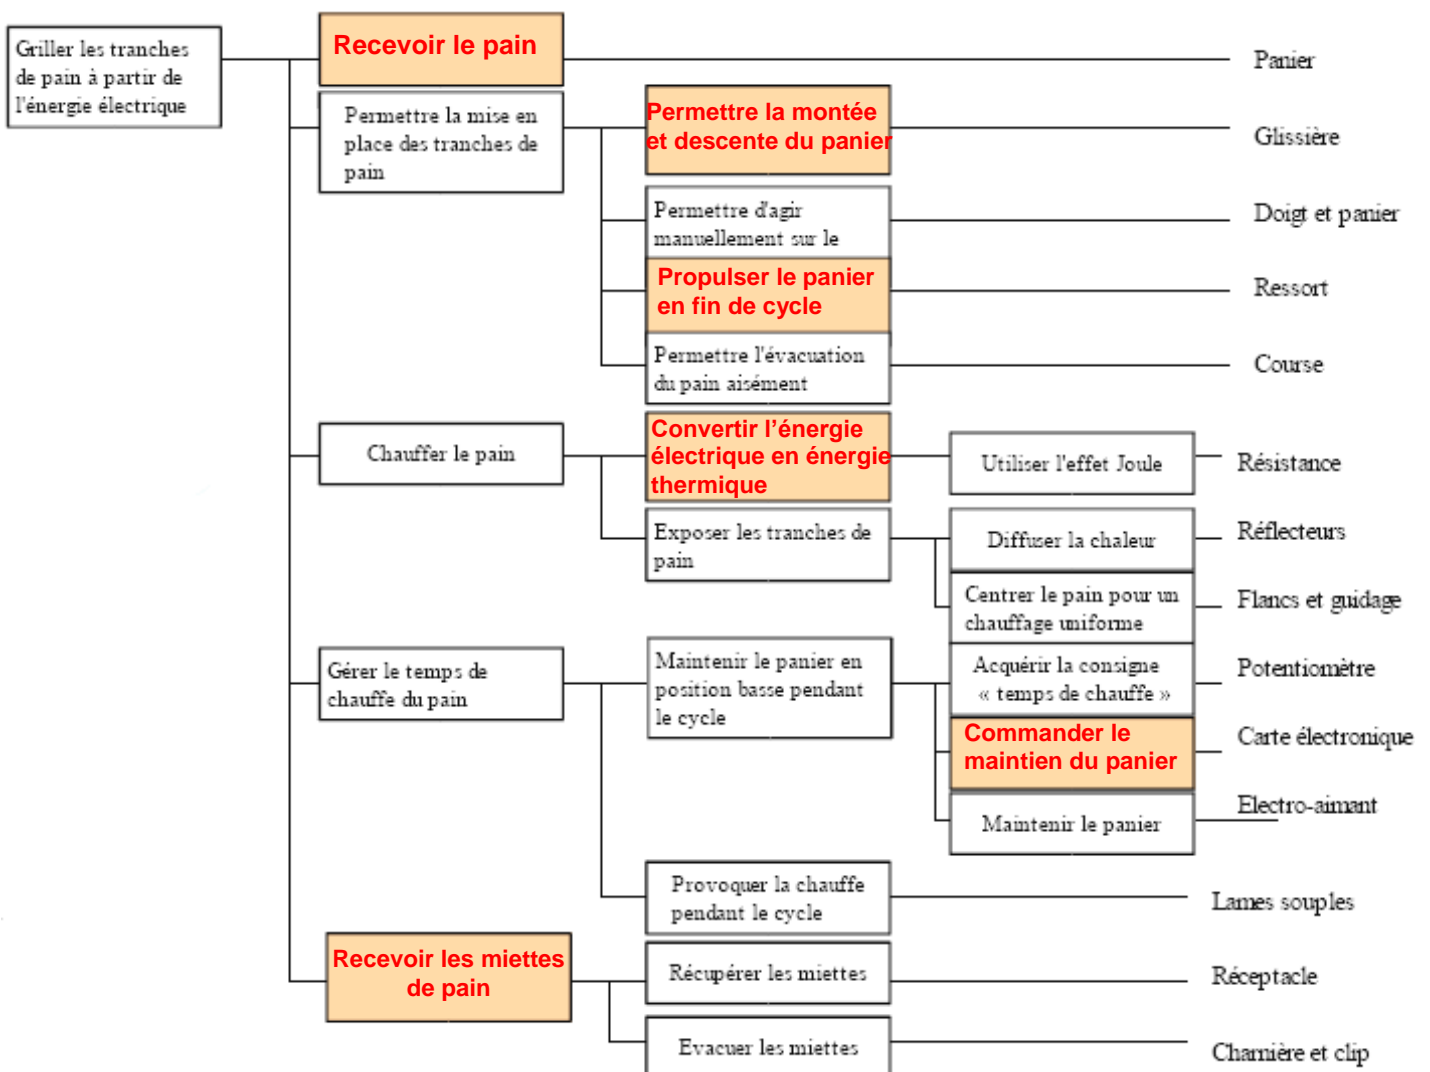 Griller les tranches
de pain à partir de
l'énergie électrique
Recevoir le pain
Panier
Permettre la mise en
place des tranches de
pain
Permettre la montée
et descente du panier
Glissière
Permettre d'agir
manuellement sur le
Doigt et panier
Propulser le panier
en fin de cycle
Ressort
Permettre l'évacuation
du pain aisément
Course
Chauffer le pain
Convertir l’énergie
électrique en énergie
thermique
Utiliser l'effet Joule
Résistance
Exposer les tranches de
pain
Diffuser la chaleur
Réflecteurs
Centrer le pain pour un
chauffage uniforme
Flancs et guidage
Gérer le temps de
chauffe du pain
Maintenir le panier en
position basse pendant
le cycle
Acquérir la consigne
« temps de chauffe »
Potentiomètre
Commander le
maintien du panier
Carte électronique
Maintenir le panier
Electro-aimant
Provoquer la chauffe
pendant le cycle
Lames souples
Recevoir les miettes
de pain
Récupérer les miettes
Réceptacle
Evacuer les miettes
Charnière et clip